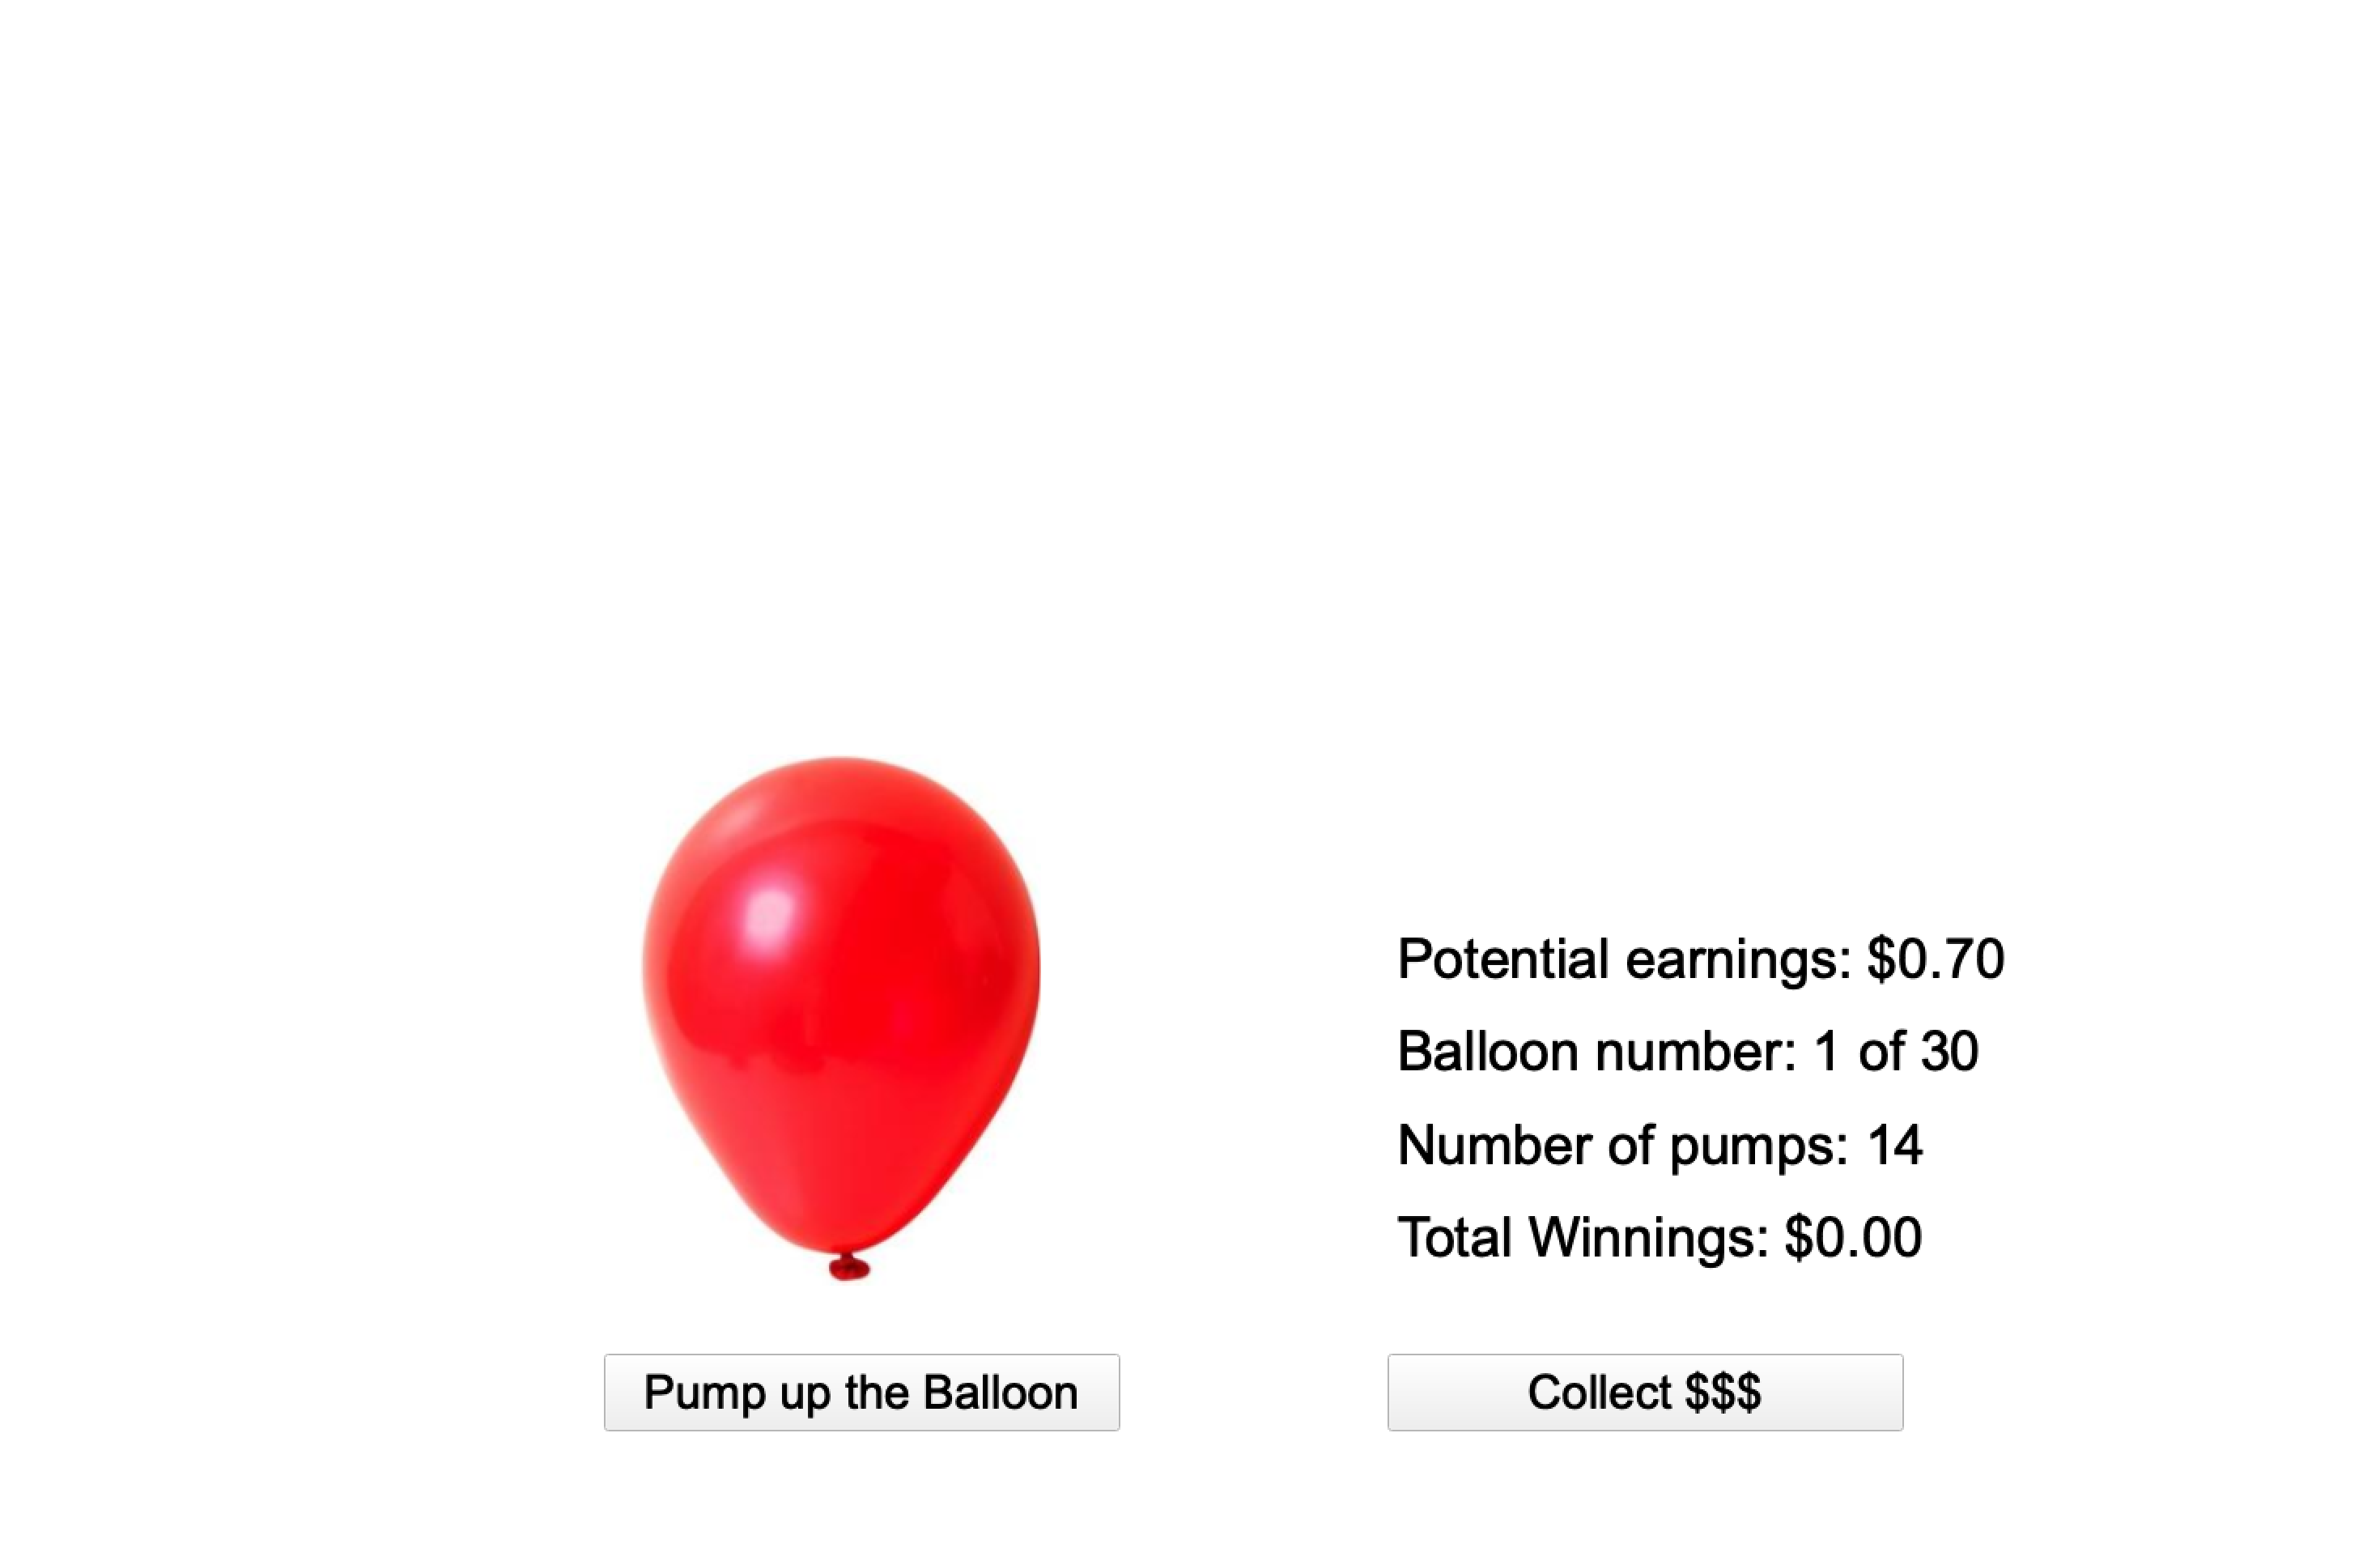 Potential earnings: $0.70
Balloon number: 1 of 30
Number of pumps: 14
Total Winnings: $0.00
Pump up the Balloon
Collect $$$